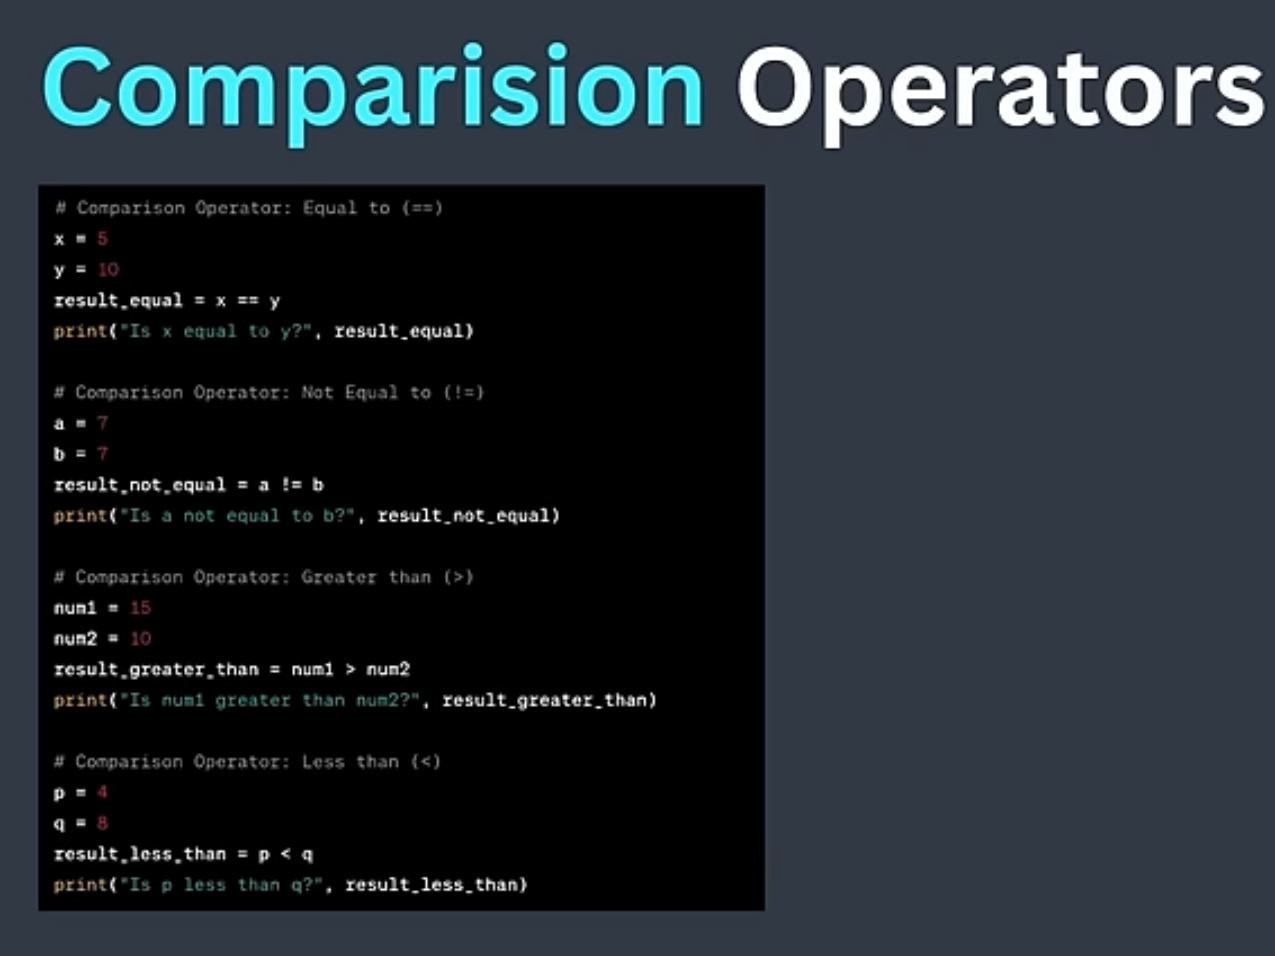 Comparision Operators
# Comparison Operator: Equal to (==)
x = 5
y = 10
result_equal = x == y
print("Is x equal to y?", result_equal)
# Comparison Operator: Not Equal to (!=)
a = 7
b = 7
result_not_equal = a != b
print("Is a not equal to b?", result_not_equal)
# Comparison Operator: Greater than (>)
num1 = 15
num2 = 10
result_greater_than = num1 > num2
print("Is num1 greater than num2?", result_greater_than)
# Comparison Operator: Less than (<)
p = 4
q = 8
result_less_than = p < q
print("Is p less than q?", result_less_than)